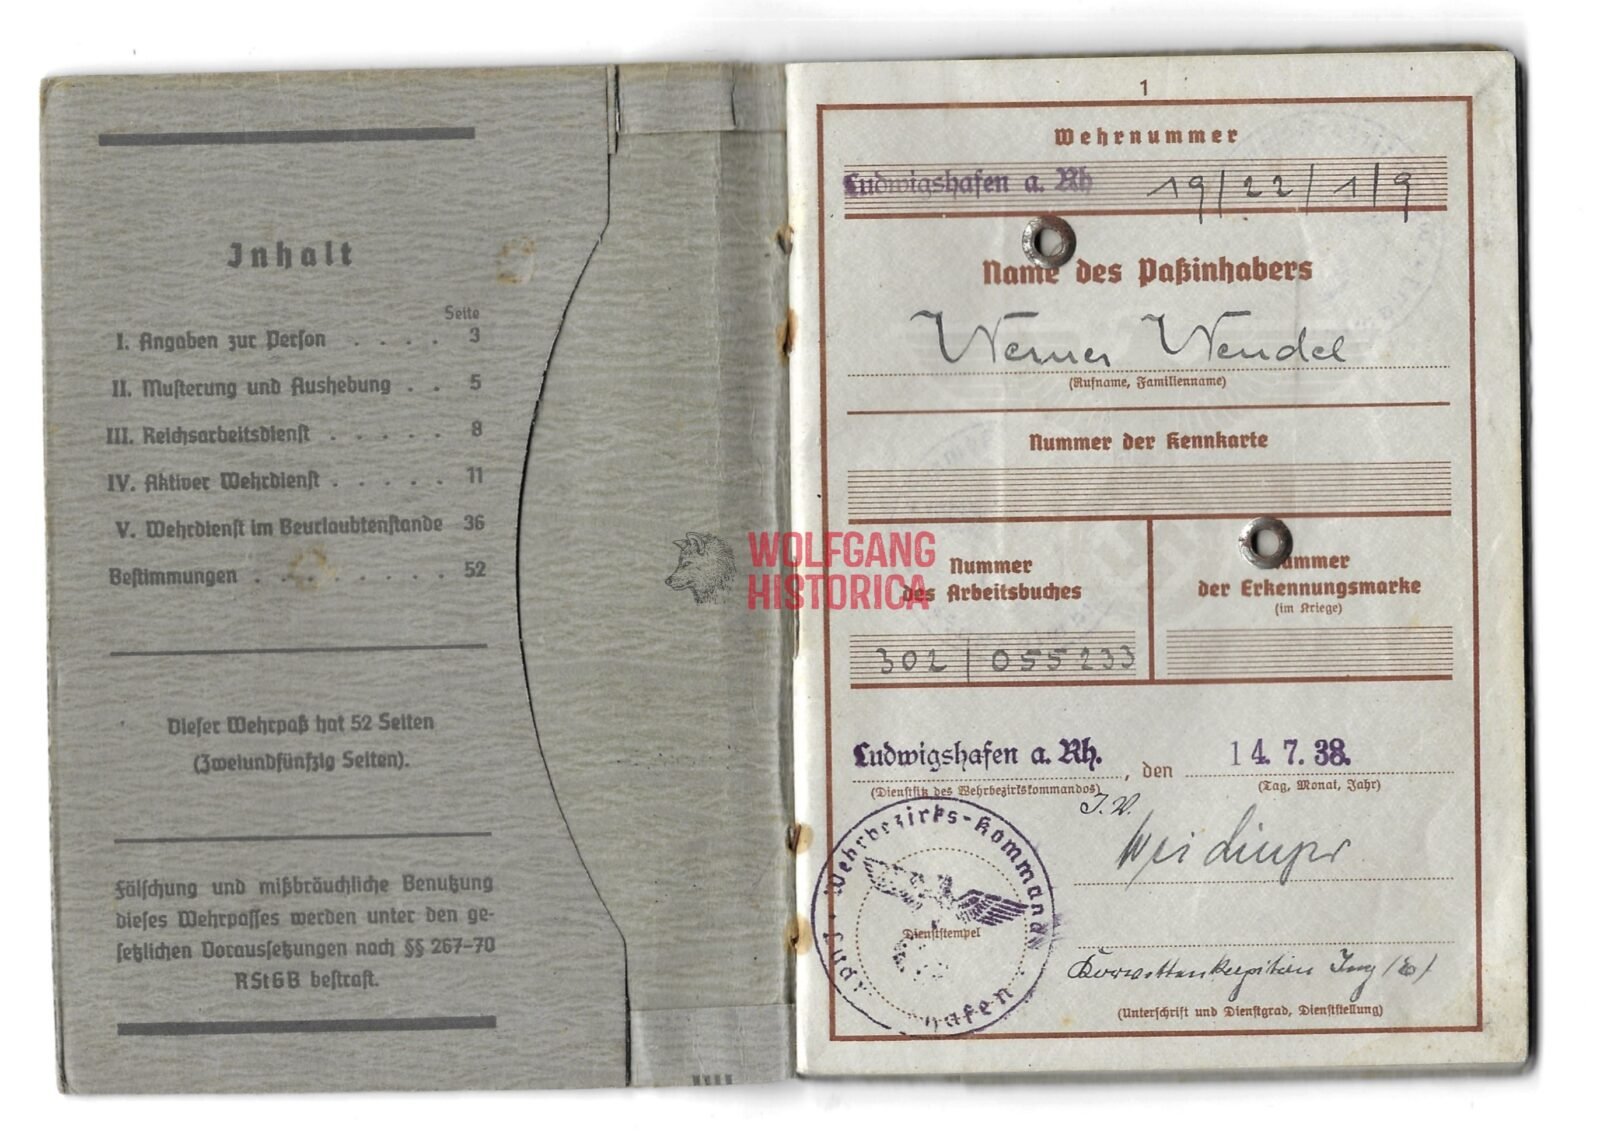 Inhalt
Seite
I. Angaben zur Person . . . . 3
II. Musterung und Aushebung . . 5
III. Reichsarbeitsdienst . . . . . 8
IV. Aktiver Wehrdienst . . . . . 11
V. Wehrdienst im Beurlaubtenstande 36
Bestimmungen . . . . . . . . 52
Dieser Wehrpaß hat 52 Seiten
(Zweiundfünfzig Seiten).
Fälschung und mißbräuchliche Benutzung
dieses Wehrpasses werden unter den ge-
setzlichen Voraussetzungen nach §§ 267-70
RStGB bestraft.
WOLFGANG
HISTORICA
1
Wehrnummer
Ludwigshafen a. Rh 19/22/1/9
Name des Paßinhabers
Werner Wendel
(Rufname, Familienname)
Nummer der Kennkarte
Nummer
des Arbeitsbuches
302 | 055233
Nummer
der Erkennungsmarke
(im Kriege)
Ludwigshafen a. Rh. , den 14. 7. 38.
(Dienstsitz des Wehrbezirkskommandos) (Tag, Monat, Jahr)
I.V.
Wehrbezirks-Kommando
Dienststempel
Korvettenkapitän Ing (E)
(Unterschrift und Dienstgrad, Dienststellung)